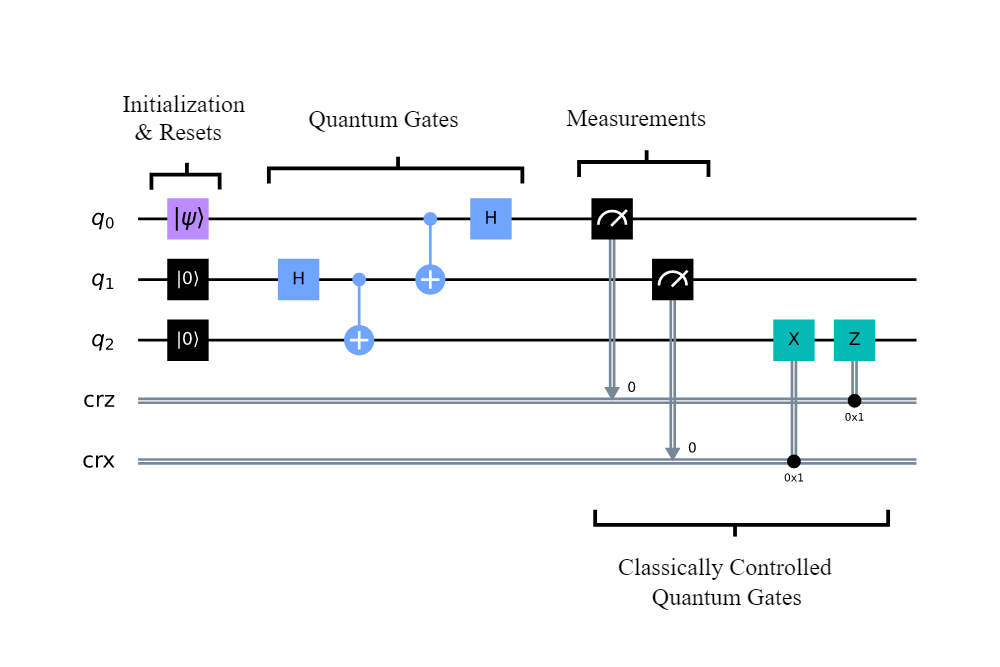 Initialization
& Resets
Quantum Gates
Measurements
q0 |ψ⟩ H
q1 |0⟩ H
q2 |0⟩ X Z
crz 0 0x1
crx 0 0x1
Classically Controlled
Quantum Gates